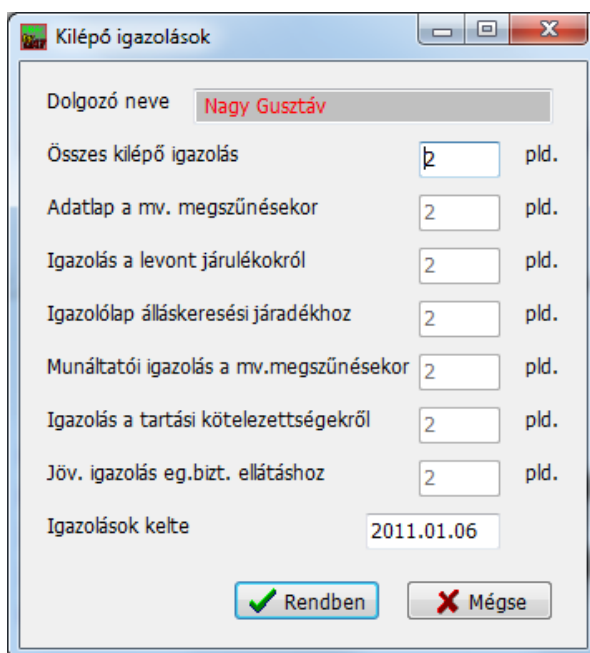 Kilépő igazolások
Dolgozó neve Nagy Gusztáv
Összes kilépő igazolás 2 pld.
Adatlap a mv. megszűnésekor 2 pld.
Igazolás a levont járulékokról 2 pld.
Igazolólap álláskeresési járadékhoz 2 pld.
Munáltatói igazolás a mv.megszűnésekor 2 pld.
Igazolás a tartási kötelezettségekről 2 pld.
Jöv. igazolás eg.bizt. ellátáshoz 2 pld.
Igazolások kelte 2011.01.06
Rendben Mégse